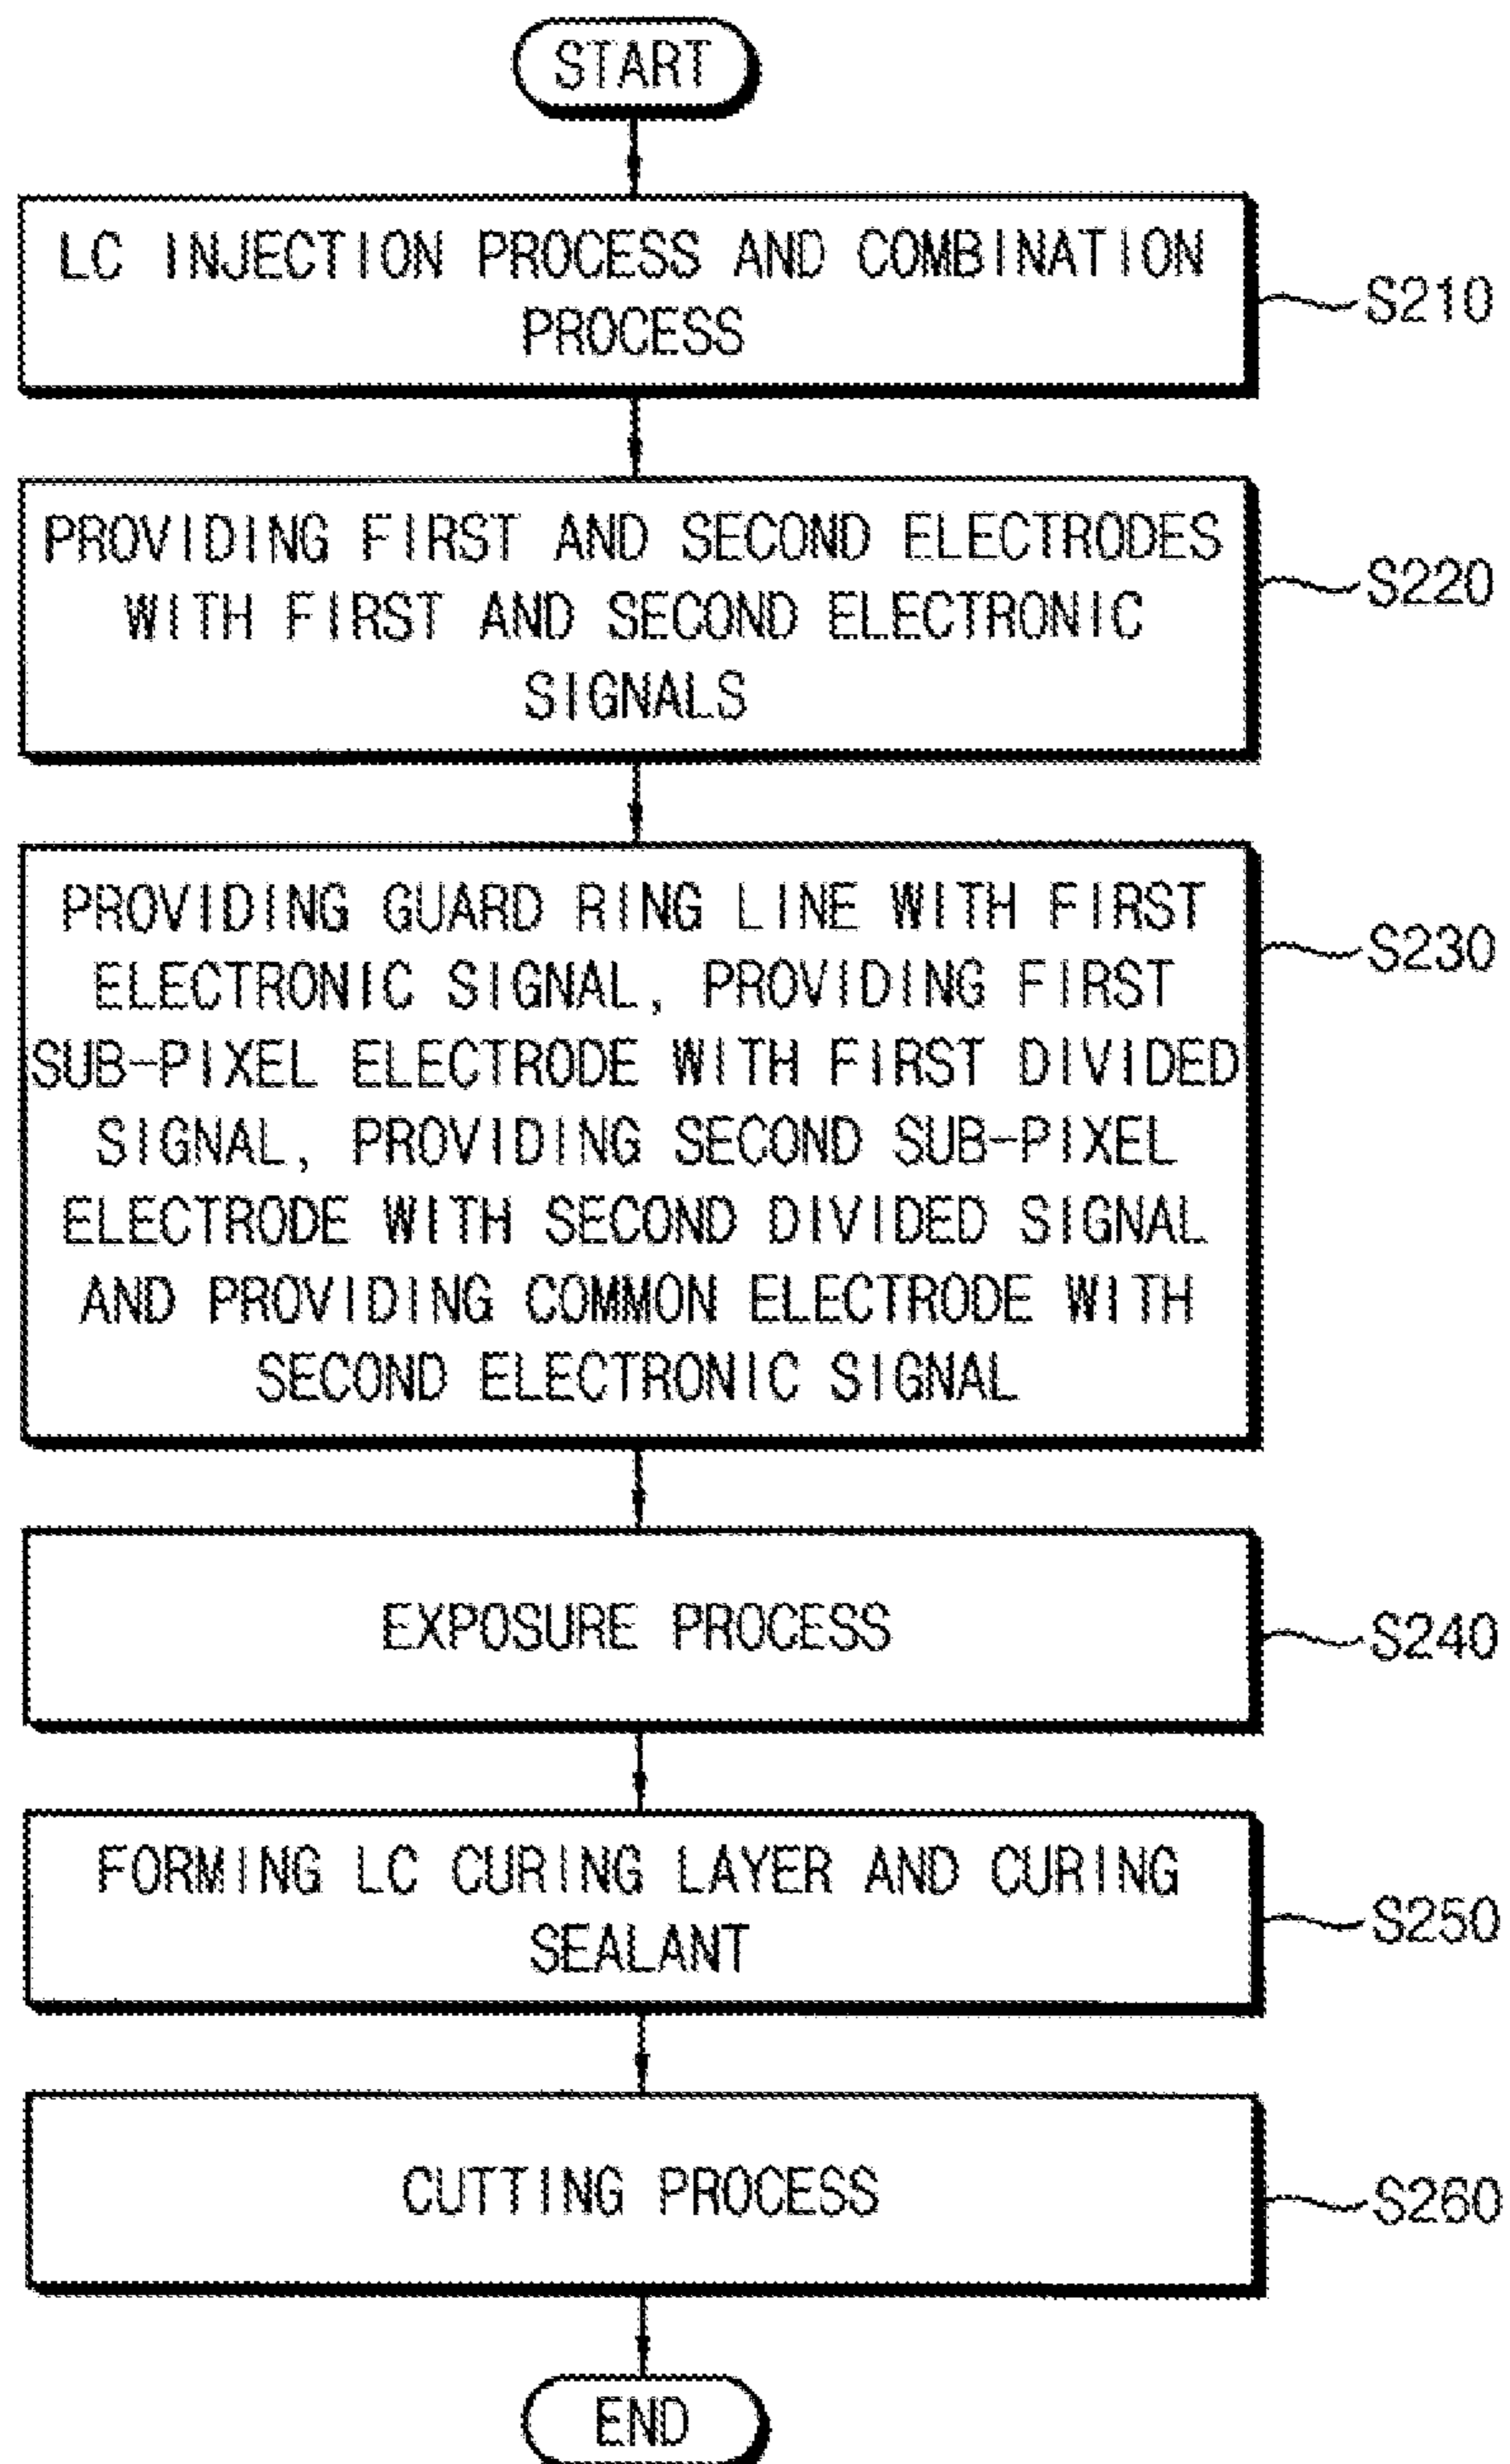 START
LC INJECTION PROCESS AND COMBINATION
PROCESS
S210
PROVIDING FIRST AND SECOND ELECTRODES
WITH FIRST AND SECOND ELECTRONIC
SIGNALS
S220
PROVIDING GUARD RING LINE WITH FIRST
ELECTRONIC SIGNAL, PROVIDING FIRST
SUB-PIXEL ELECTRODE WITH FIRST DIVIDED
SIGNAL, PROVIDING SECOND SUB-PIXEL
ELECTRODE WITH SECOND DIVIDED SIGNAL
AND PROVIDING COMMON ELECTRODE WITH
SECOND ELECTRONIC SIGNAL
S230
EXPOSURE PROCESS
S240
FORMING LC CURING LAYER AND CURING
SEALANT
S250
CUTTING PROCESS
S260
END